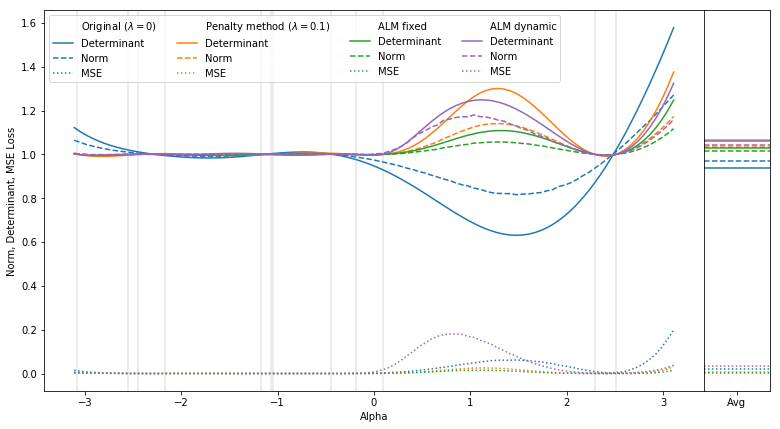 Original (λ = 0)
Determinant
Norm
MSE
Penalty method (λ = 0.1)
Determinant
Norm
MSE
ALM fixed
Determinant
Norm
MSE
ALM dynamic
Determinant
Norm
MSE
Norm, Determinant, MSE Loss
1.6
1.4
1.2
1.0
0.8
0.6
0.4
0.2
0.0
−3 −2 −1 0 1 2 3 Avg
Alpha